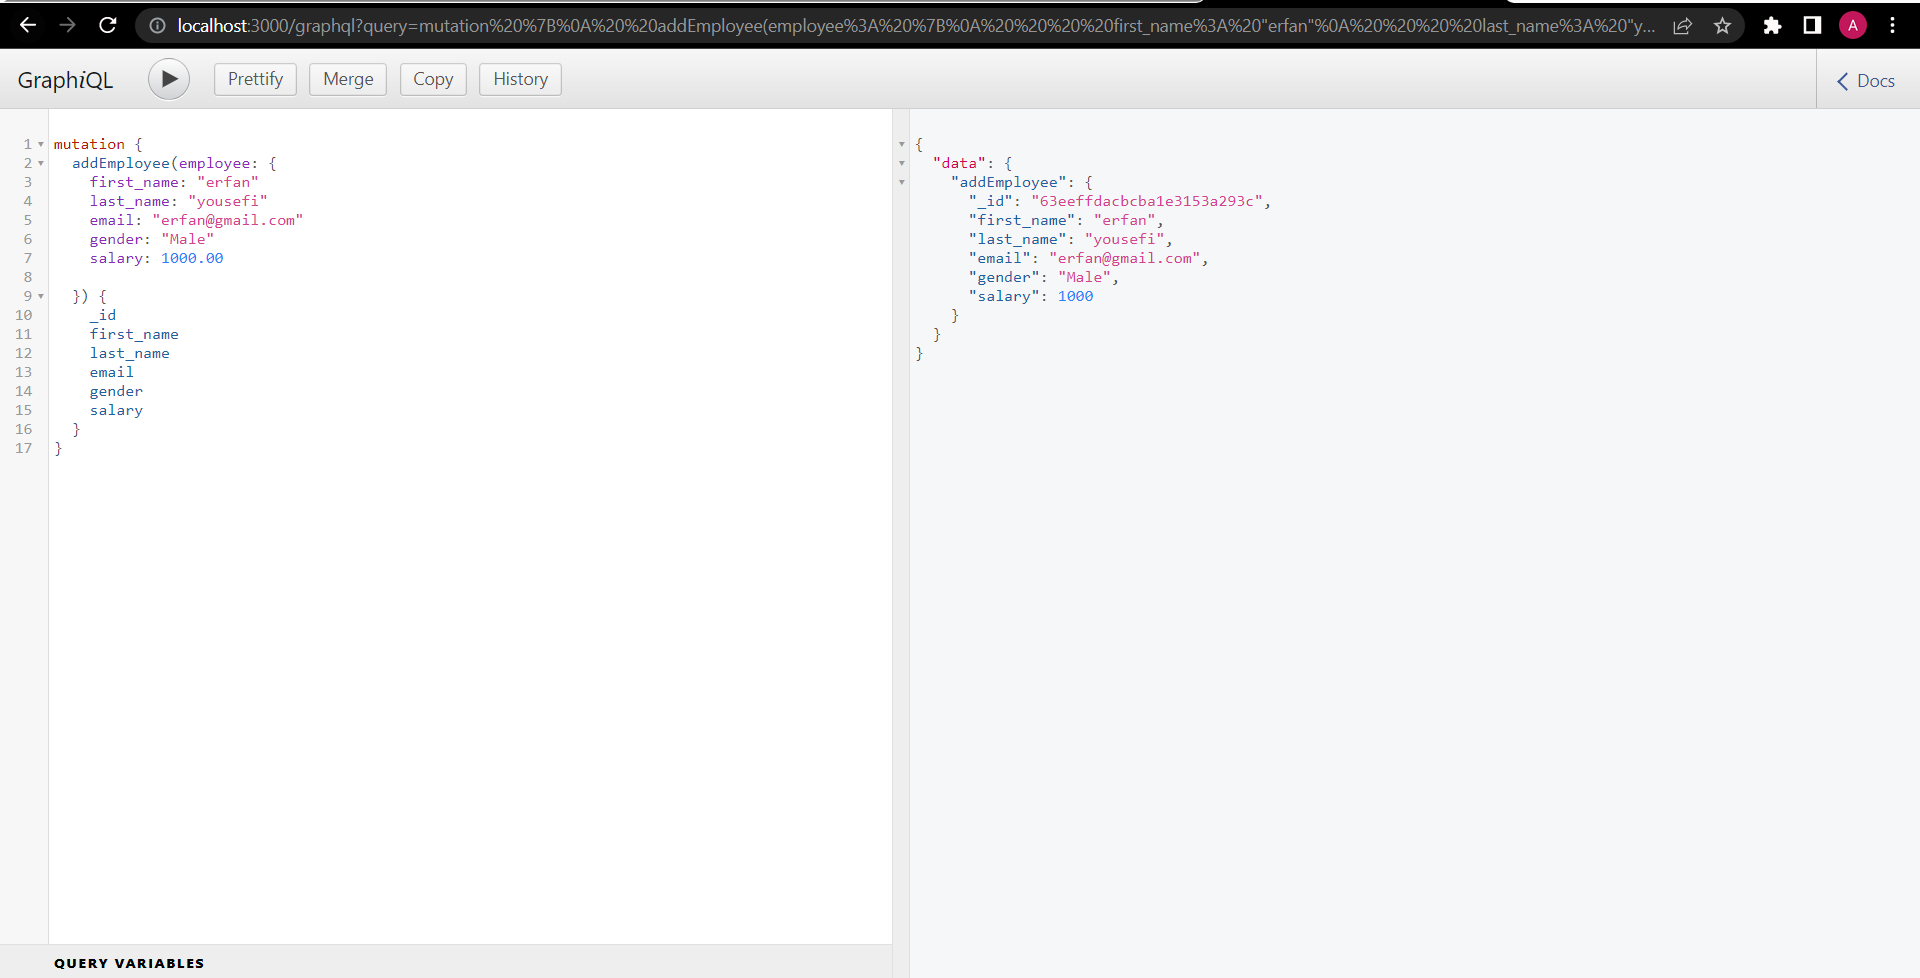 localhost:3000/graphql?query=mutation%20%7B%0A%20%20addEmployee(employee%3A%20%7B%0A%20%20%20%20first_name%3A%20"erfan"%0A%20%20%20%20last_name%3A%20"y...
A
GraphiQL
Prettify
Merge
Copy
History
Docs
1 mutation {
2 addEmployee(employee: {
3 first_name: "erfan"
4 last_name: "yousefi"
5 email: "erfan@gmail.com"
6 gender: "Male"
7 salary: 1000.00
8
9 }) {
10 _id
11 first_name
12 last_name
13 email
14 gender
15 salary
16 }
17 }
{
"data": {
"addEmployee": {
"_id": "63eeffdacbcba1e3153a293c",
"first_name": "erfan",
"last_name": "yousefi",
"email": "erfan@gmail.com",
"gender": "Male",
"salary": 1000
}
}
}
QUERY VARIABLES